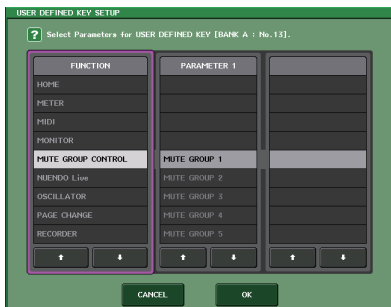 USER DEFINED KEY SETUP
? Select Parameters for USER DEFINED KEY [BANK A : No.13].
FUNCTION
HOME
METER
MIDI
MONITOR
MUTE GROUP CONTROL
NUENDO Live
OSCILLATOR
PAGE CHANGE
RECORDER
PARAMETER 1
MUTE GROUP 1
MUTE GROUP 2
MUTE GROUP 3
MUTE GROUP 4
MUTE GROUP 5
CANCEL
OK